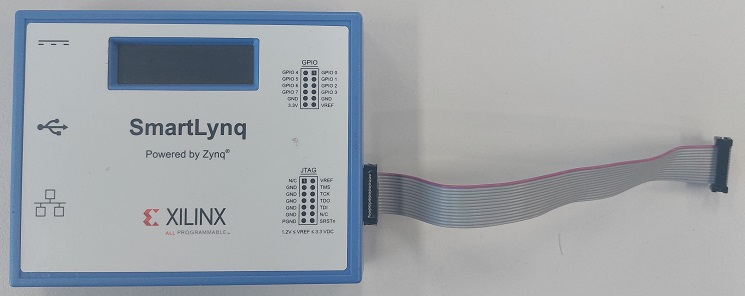 GPIO
GPIO 4 GPIO 0
GPIO 5 GPIO 1
GPIO 6 GPIO 2
GPIO 7 GPIO 3
GND GND
3.3V VREF
SmartLynq
Powered by Zynq®
JTAG
N/C VREF
GND TMS
GND TCK
GND TDO
GND TDI
GND N/C
PGND SRSTn
1.2V ≤ VREF ≤ 3.3 VDC
XILINX
ALL PROGRAMMABLE™